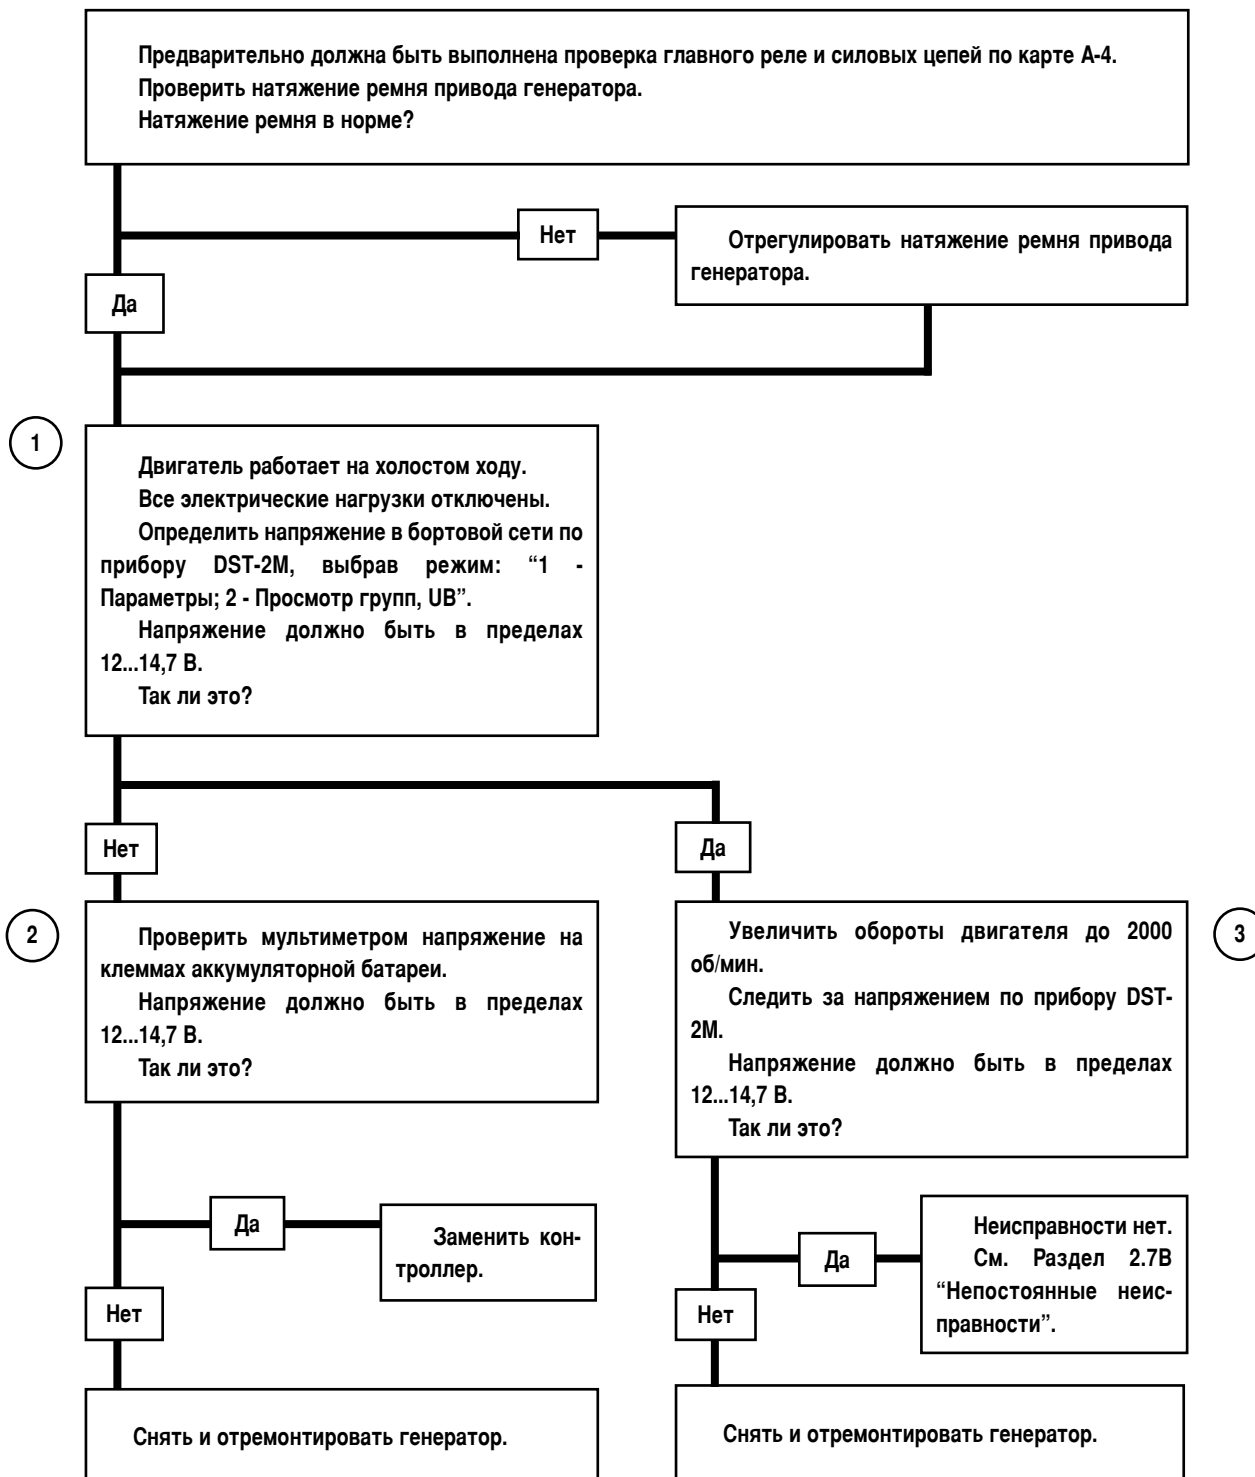 Предварительно должна быть выполнена проверка главного реле и силовых цепей по карте А-4.
Проверить натяжение ремня привода генератора.
Натяжение ремня в норме?
Нет
Отрегулировать натяжение ремня привода
генератора.
Да
1
Двигатель работает на холостом ходу.
Все электрические нагрузки отключены.
Определить напряжение в бортовой сети по
прибору DST-2M, выбрав режим: “1 -
Параметры; 2 - Просмотр групп, UB”.
Напряжение должно быть в пределах
12...14,7 В.
Так ли это?
Нет
Да
2
Проверить мультиметром напряжение на
клеммах аккумуляторной батареи.
Напряжение должно быть в пределах
12...14,7 В.
Так ли это?
3
Увеличить обороты двигателя до 2000
об/мин.
Следить за напряжением по прибору DST-
2M.
Напряжение должно быть в пределах
12...14,7 В.
Так ли это?
Да
Заменить кон-
троллер.
Нет
Да
Неисправности нет.
См. Раздел 2.7В
“Непостоянные неис-
правности”.
Нет
Снять и отремонтировать генератор.
Снять и отремонтировать генератор.